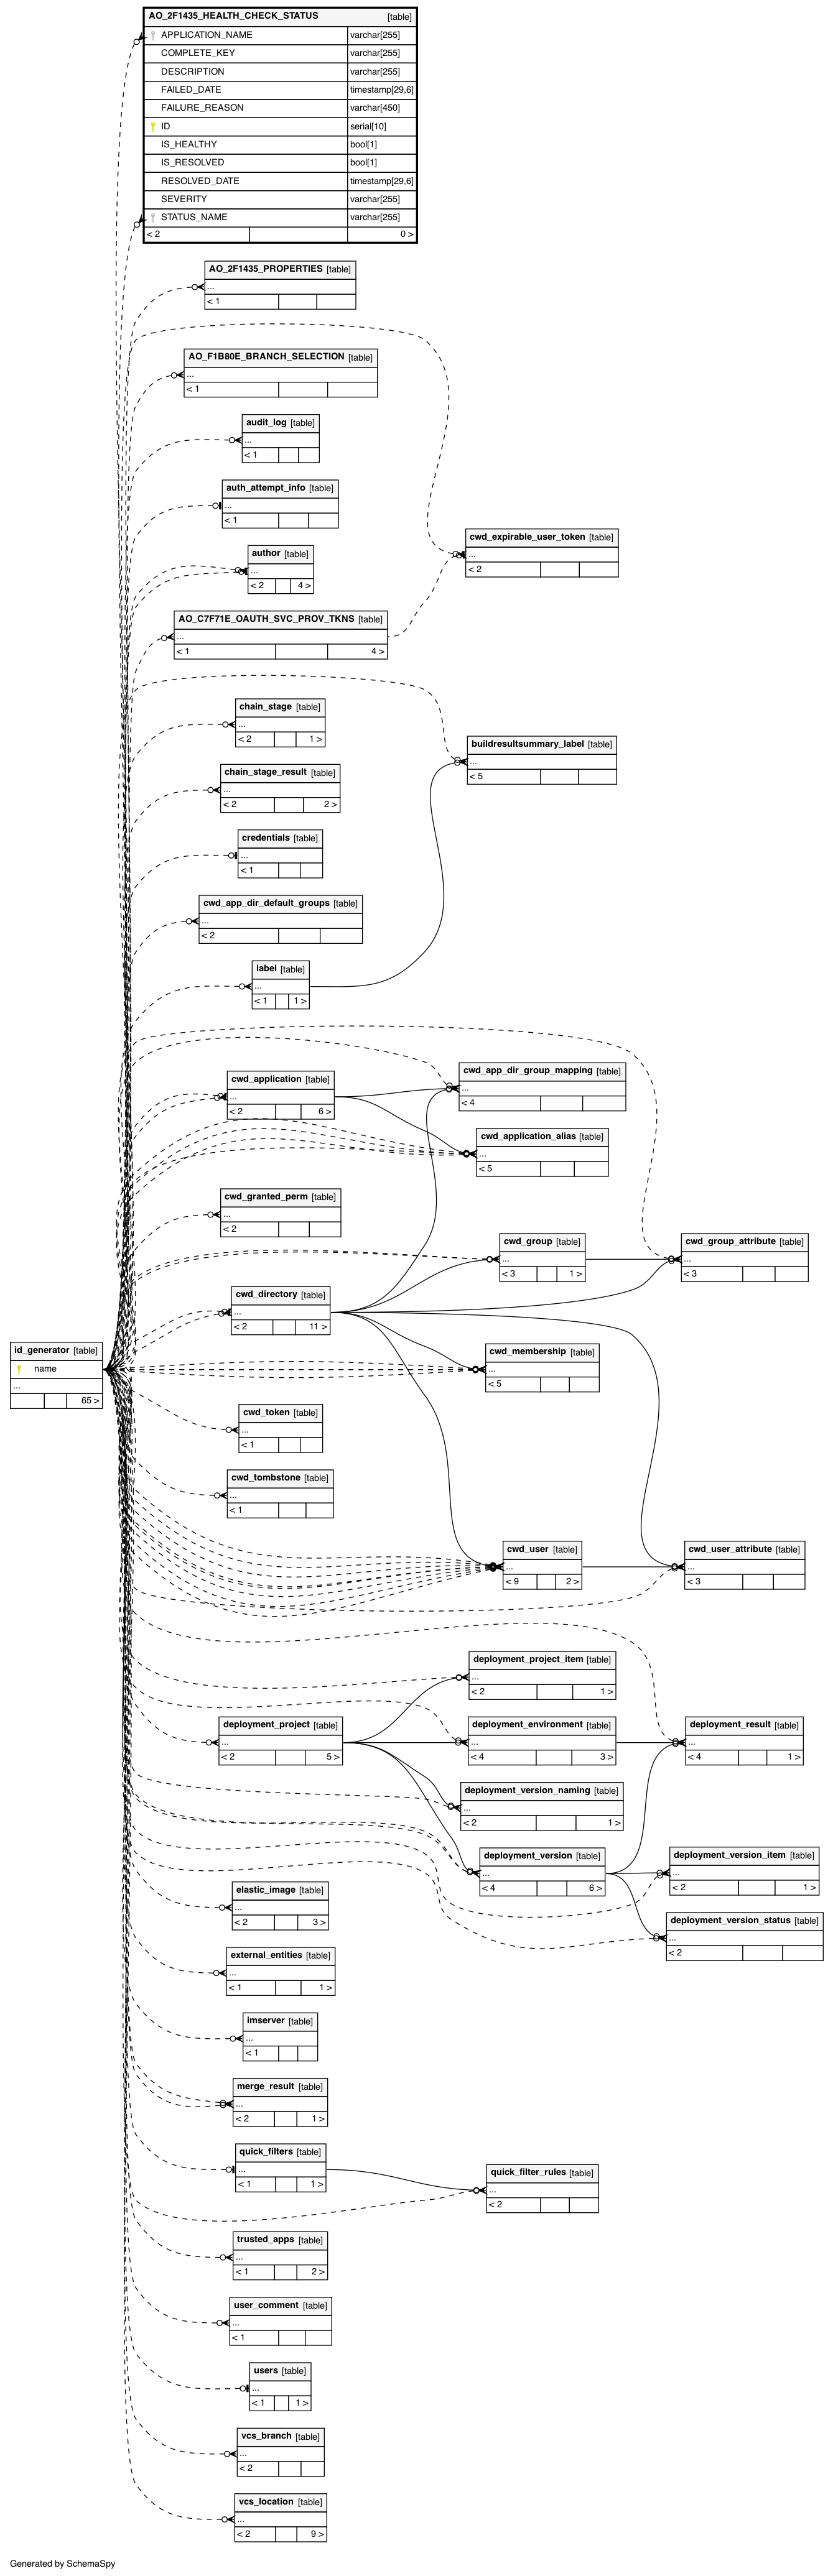 AO_2F1435_HEALTH_CHECK_STATUS [table]
APPLICATION_NAME varchar[255]
COMPLETE_KEY varchar[255]
DESCRIPTION varchar[255]
FAILED_DATE timestamp[29,6]
FAILURE_REASON varchar[450]
ID serial[10]
IS_HEALTHY bool[1]
IS_RESOLVED bool[1]
RESOLVED_DATE timestamp[29,6]
SEVERITY varchar[255]
STATUS_NAME varchar[255]
< 2 0 >
AO_2F1435_PROPERTIES [table]
...
< 1
AO_F1B80E_BRANCH_SELECTION [table]
...
< 1
audit_log [table]
...
< 1
auth_attempt_info [table]
...
< 1
cwd_expirable_user_token [table]
...
< 2
author [table]
...
< 2 4 >
AO_C7F71E_OAUTH_SVC_PROV_TKNS [table]
...
< 1 4 >
chain_stage [table]
...
< 2 1 >
buildresultsummary_label [table]
...
< 5
chain_stage_result [table]
...
< 2 2 >
credentials [table]
...
< 1
cwd_app_dir_default_groups [table]
...
< 2
label [table]
...
< 1 1 >
cwd_app_dir_group_mapping [table]
...
< 4
cwd_application [table]
...
< 2 6 >
cwd_application_alias [table]
...
< 5
cwd_granted_perm [table]
...
< 2
cwd_group [table]
...
< 3 1 >
cwd_group_attribute [table]
...
< 3
cwd_directory [table]
...
< 2 11 >
id_generator [table]
name
...
65 >
cwd_membership [table]
...
< 5
cwd_token [table]
...
< 1
cwd_tombstone [table]
...
< 1
cwd_user [table]
...
< 9 2 >
cwd_user_attribute [table]
...
< 3
deployment_project_item [table]
...
< 2 1 >
deployment_project [table]
...
< 2 5 >
deployment_environment [table]
...
< 4 3 >
deployment_result [table]
...
< 4 1 >
deployment_version_naming [table]
...
< 2 1 >
deployment_version [table]
...
< 4 6 >
deployment_version_item [table]
...
< 2 1 >
elastic_image [table]
...
< 2 3 >
deployment_version_status [table]
...
< 2
external_entities [table]
...
< 1 1 >
imserver [table]
...
< 1
merge_result [table]
...
< 2 1 >
quick_filters [table]
...
< 1 1 >
quick_filter_rules [table]
...
< 2
trusted_apps [table]
...
< 1 2 >
user_comment [table]
...
< 1
users [table]
...
< 1 1 >
vcs_branch [table]
...
< 2
vcs_location [table]
...
< 2 9 >
Generated by SchemaSpy